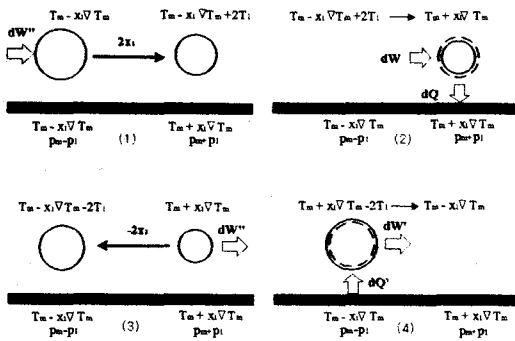 Tm - x₁∇Tm
Tm - x₁∇Tm+2T₁
dW''
2x₁
Tm - x₁∇Tm
pm-p₁
(1)
Tm + x₁∇Tm
pm+p₁
Tm - x₁∇Tm+2T₁
Tm + x₁∇Tm
dW
dQ
Tm - x₁∇Tm
pm-p₁
(2)
Tm + x₁∇Tm
pm+p₁
Tm - x₁∇Tm-2T₁
Tm + x₁∇Tm
-2x₁
dW''
Tm - x₁∇Tm
pm-p₁
(3)
Tm + x₁∇Tm
pm+p₁
Tm + x₁∇Tm-2T₁
Tm - x₁∇Tm
dW'
dQ'
Tm - x₁∇Tm
pm-p₁
(4)
Tm + x₁∇Tm
pm+p₁